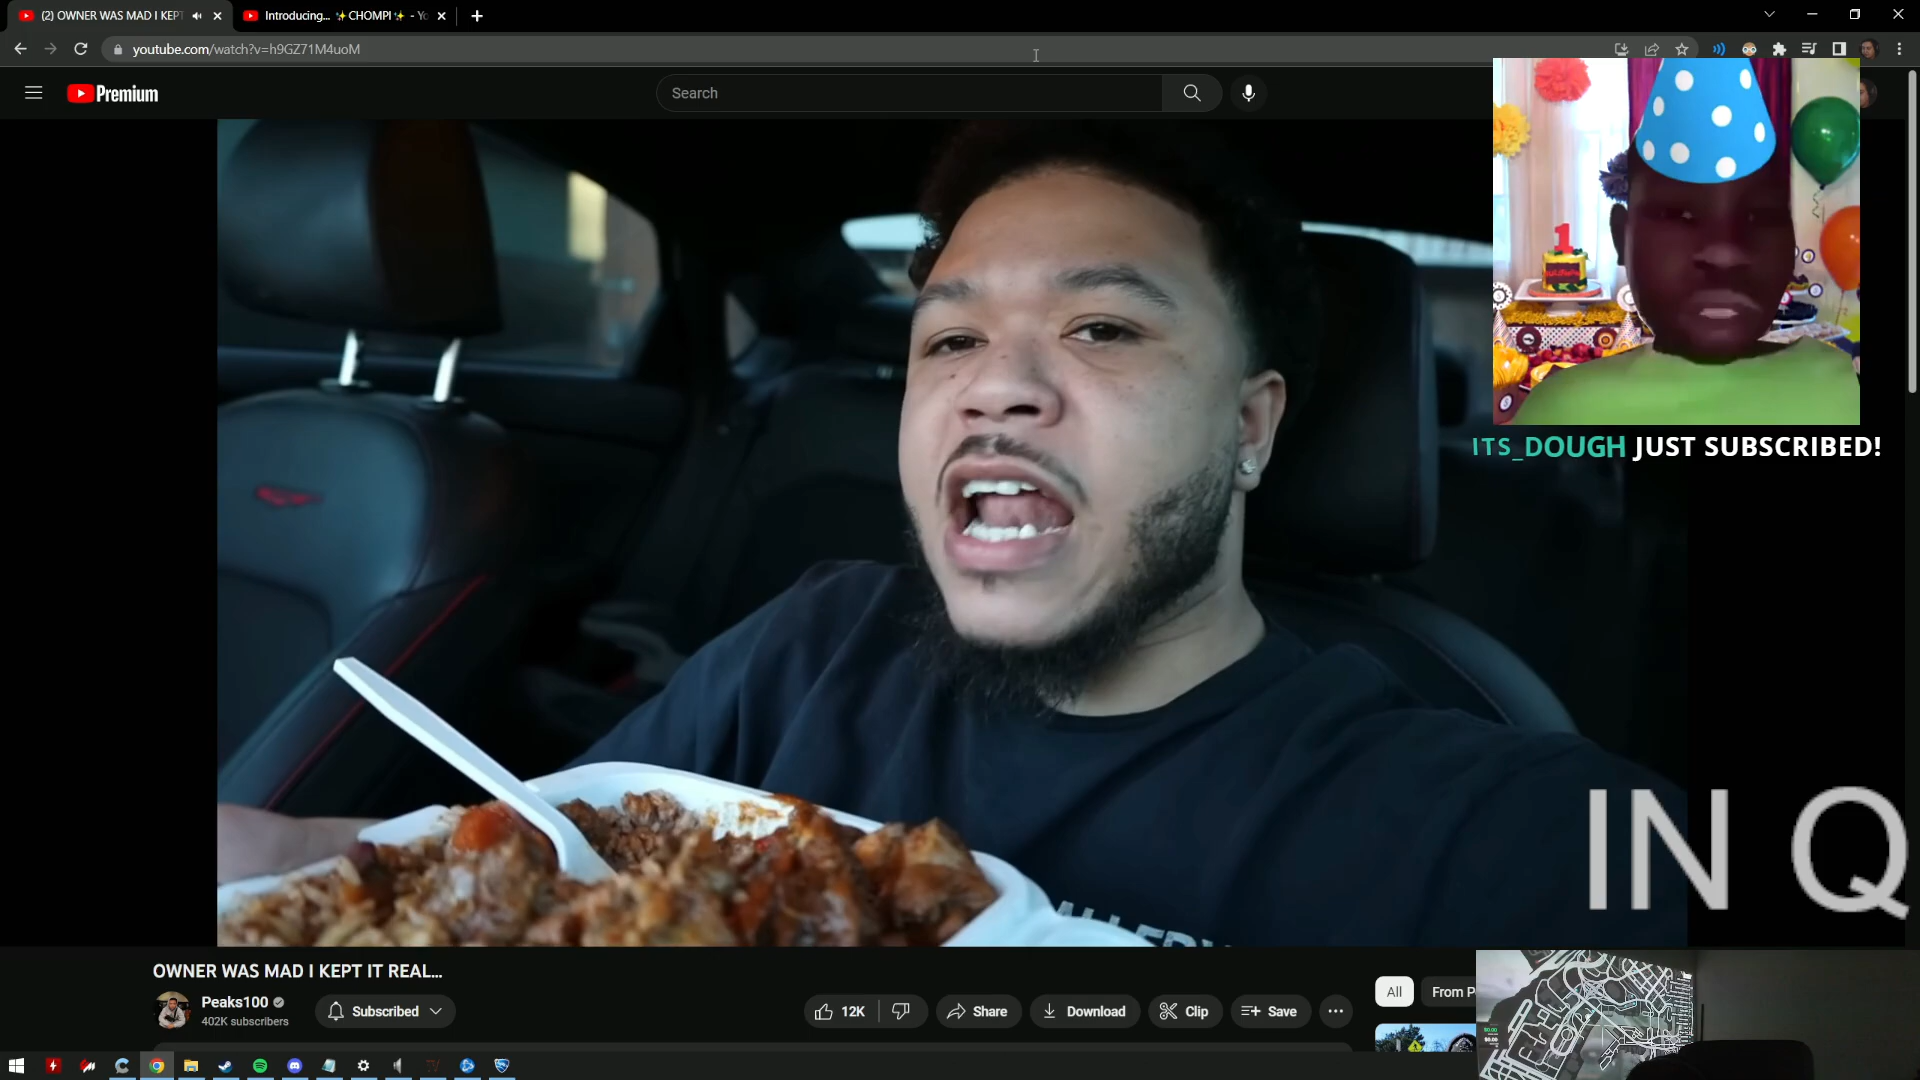 (2) OWNER WAS MAD I KEPT
Introducing... ✨CHOMPI✨ - Yo
youtube.com/watch?v=h9GZ71M4uoM
Premium
Search
1
ITS_DOUGH JUST SUBSCRIBED!
IN Q
OWNER WAS MAD I KEPT IT REAL...
Peaks100
402K subscribers
Subscribed
12K
Share
Download
Clip
Save
All
From P